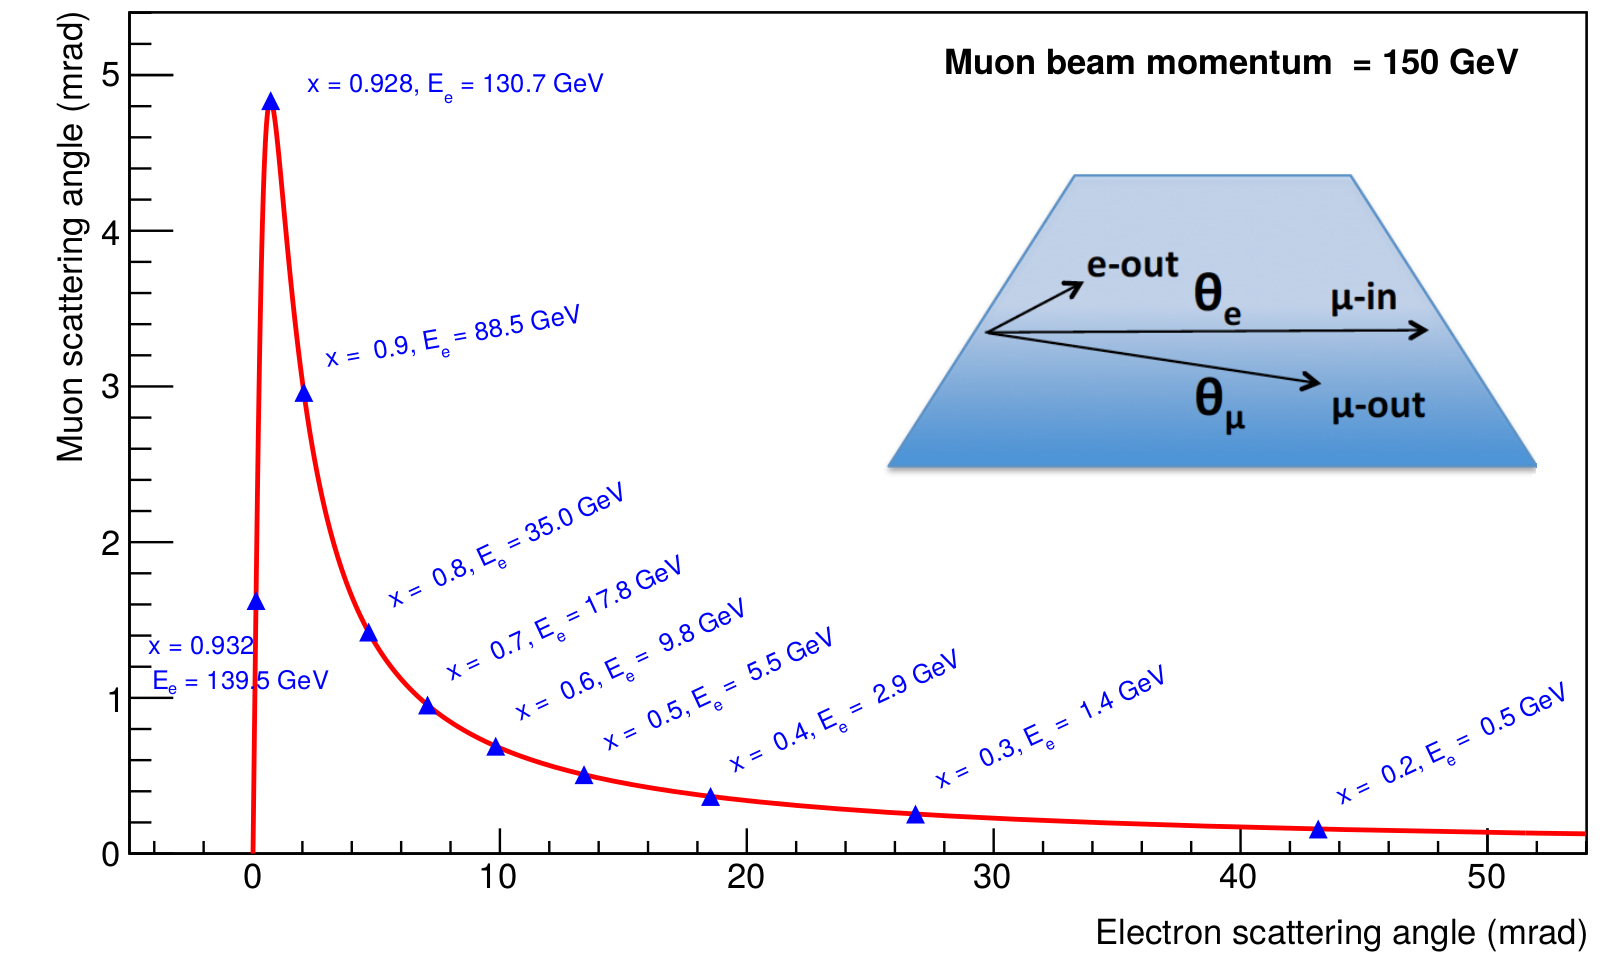 Muon scattering angle (mrad)
5
4
3
2
1
0
Muon beam momentum = 150 GeV
x = 0.928, Ee = 130.7 GeV
x = 0.9, Ee = 88.5 GeV
x = 0.8, Ee = 35.0 GeV
x = 0.7, Ee = 17.8 GeV
x = 0.6, Ee = 9.8 GeV
x = 0.5, Ee = 5.5 GeV
x = 0.4, Ee = 2.9 GeV
x = 0.3, Ee = 1.4 GeV
x = 0.2, Ee = 0.5 GeV
x = 0.932
Ee = 139.5 GeV
e-out
θe
μ-in
θμ
μ-out
0 10 20 30 40 50
Electron scattering angle (mrad)